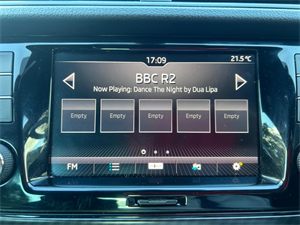 17:09
21.5°C
BBC R2
Now Playing: Dance The Night by Dua Lipa
Empty Empty Empty Empty Empty
FM